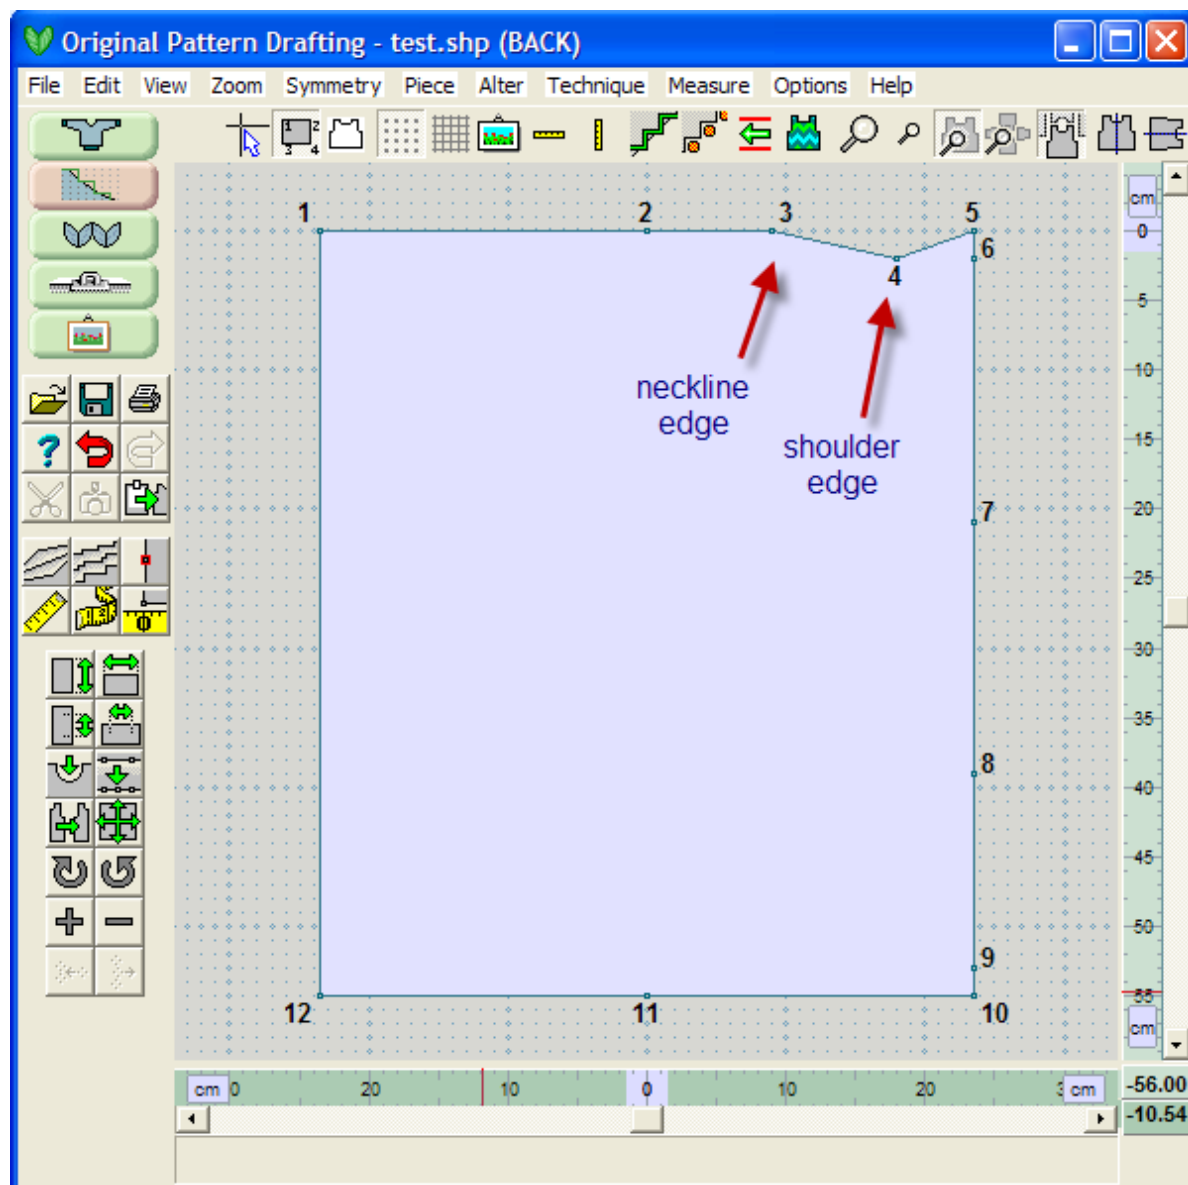 Original Pattern Drafting - test.shp (BACK)
File Edit View Zoom Symmetry Piece Alter Technique Measure Options Help
1 2 3 5
6
4
neckline
edge
shoulder
edge
7
8
9
12 11 10
cm
0
5
10
15
20
25
30
35
40
45
50
55
cm
cm 0 20 10 0 10 20 3 cm
-56.00
-10.54